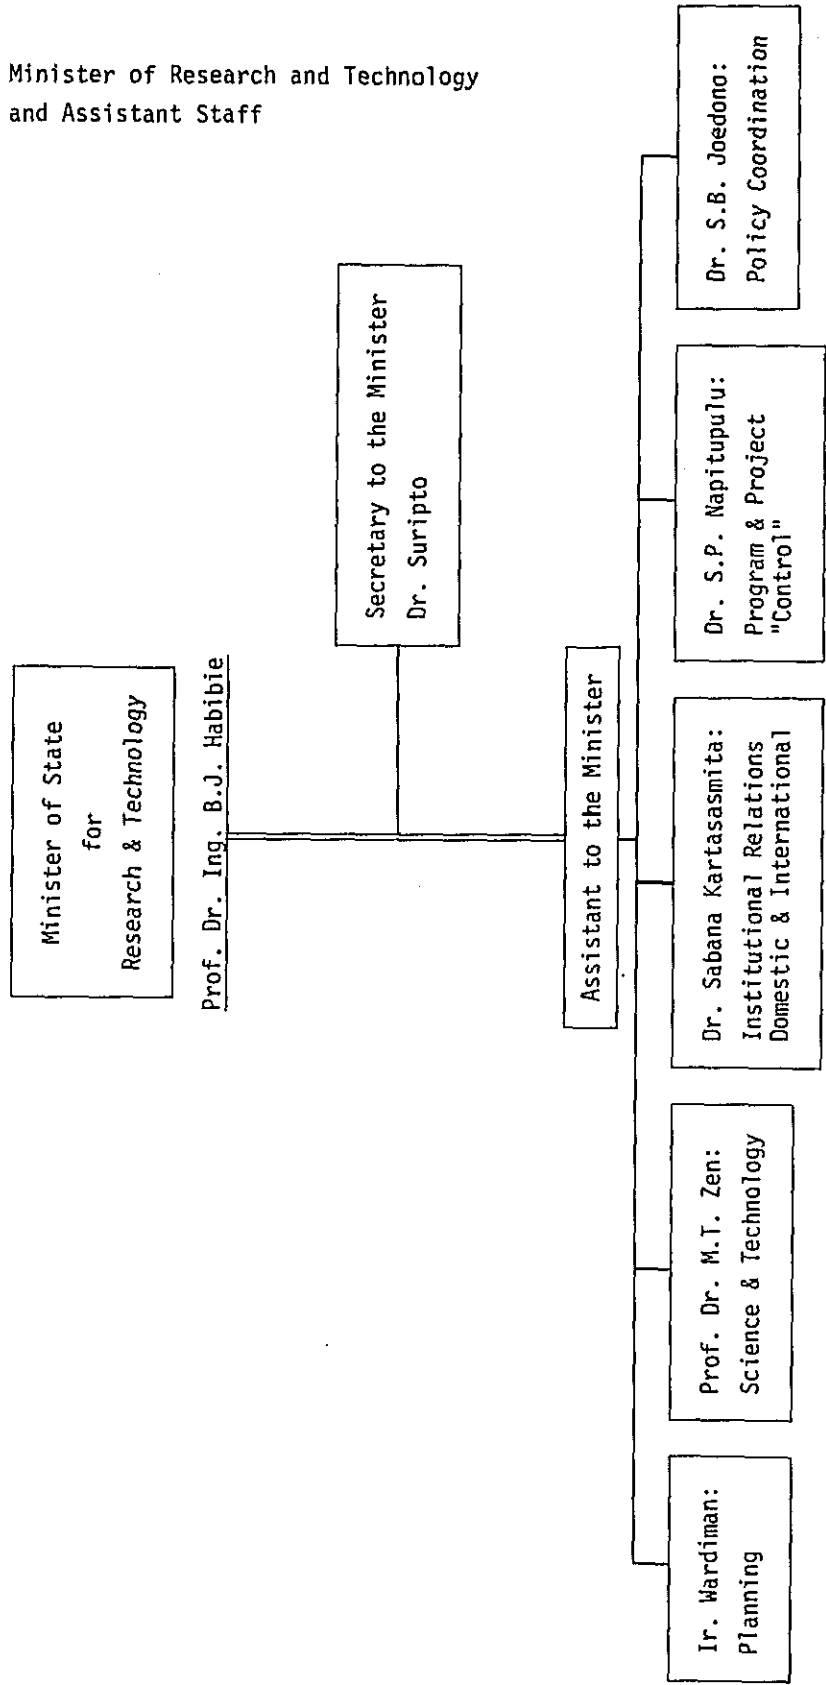 Minister of Research and Technology
and Assistant Staff
Minister of State
for
Research & Technology
Prof. Dr. Ing. B.J. Habibie
Secretary to the Minister
Dr. Suripto
Assistant to the Minister
Ir. Wardiman:
Planning
Prof. Dr. M.T. Zen:
Science & Technology
Dr. Sabana Kartasasmita:
Institutional Relations
Domestic & International
Dr. S.P. Napitupulu:
Program & Project
"Control"
Dr. S.B. Joedono:
Policy Coordination